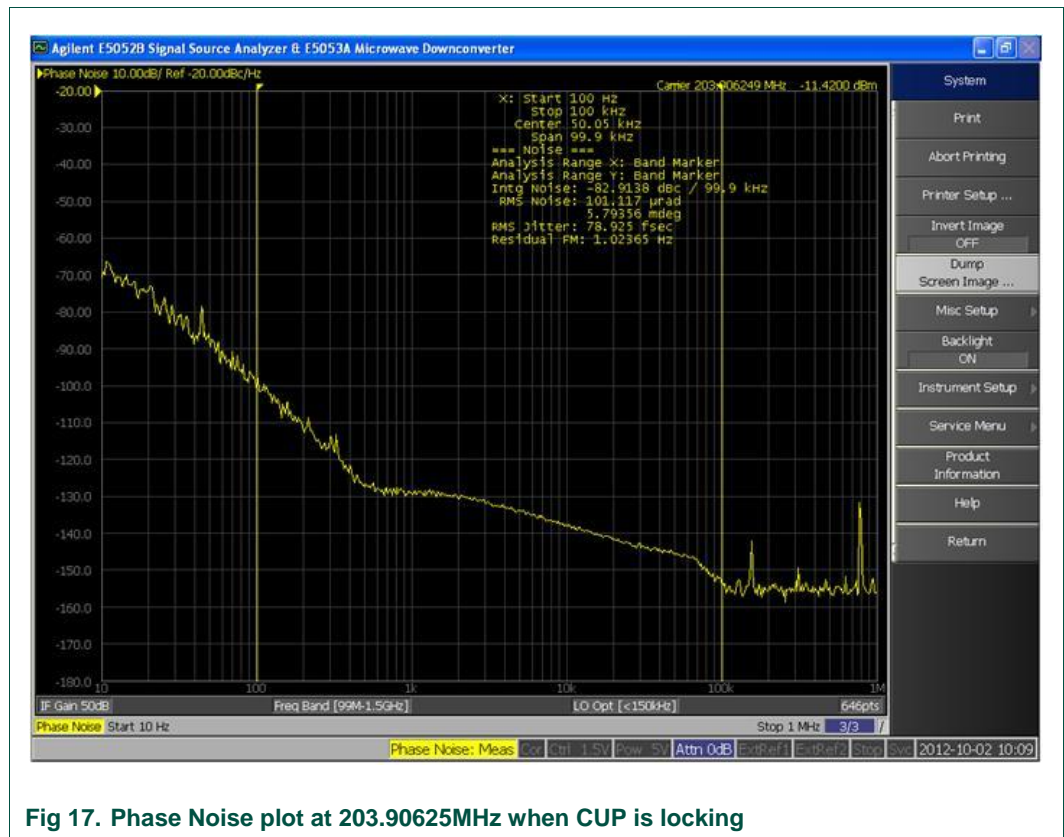 Agilent E5052B Signal Source Analyzer & E5053A Microwave Downconverter
Phase Noise 10.00dB/ Ref -20.00dBc/Hz
Carrier 203.906249 MHz -11.4200 dBm
X: Start 100 Hz
Stop 100 kHz
Center 50.05 kHz
Span 99.9 kHz
=== Noise ===
Analysis Range X: Band Marker
Analysis Range Y: Band Marker
Intg Noise: -82.9138 dBc / 99.9 kHz
RMS Noise: 101.117 µrad
5.79356 mdeg
RMS Jitter: 78.925 fsec
Residual FM: 1.02365 Hz
-20.00
-30.00
-40.00
-50.00
-60.00
-70.00
-80.00
-90.00
-100.0
-110.0
-120.0
-130.0
-140.0
-150.0
-160.0
-170.0
-180.0
10 100 1k 10k 100k 1M
IF Gain 50dB Freq Band [99M-1.5GHz] LO Opt [<150kHz] 646pts
Phase Noise Start 10 Hz Stop 1 MHz 3/3 /
Phase Noise: Meas Cor Ctrl 1.5V Pow 5V Attn 0dB ExtRef1 ExtRef2 Stop Svc 2012-10-02 10:09
System
Print
Abort Printing
Printer Setup ...
Invert Image
OFF
Dump
Screen Image ...
Misc Setup
Backlight
ON
Instrument Setup
Service Menu
Product
Information
Help
Return
Fig 17. Phase Noise plot at 203.90625MHz when CUP is locking